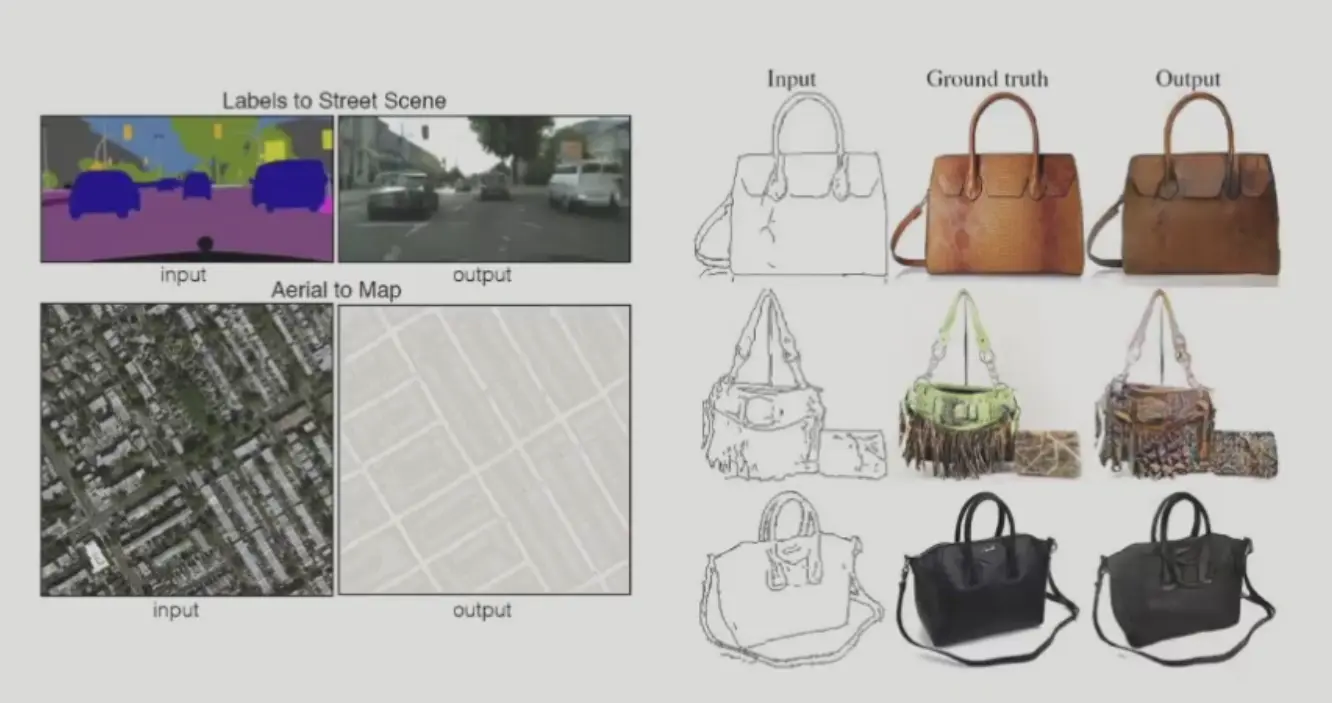 Labels to Street Scene
input
output
Aerial to Map
input
output
Input
Ground truth
Output